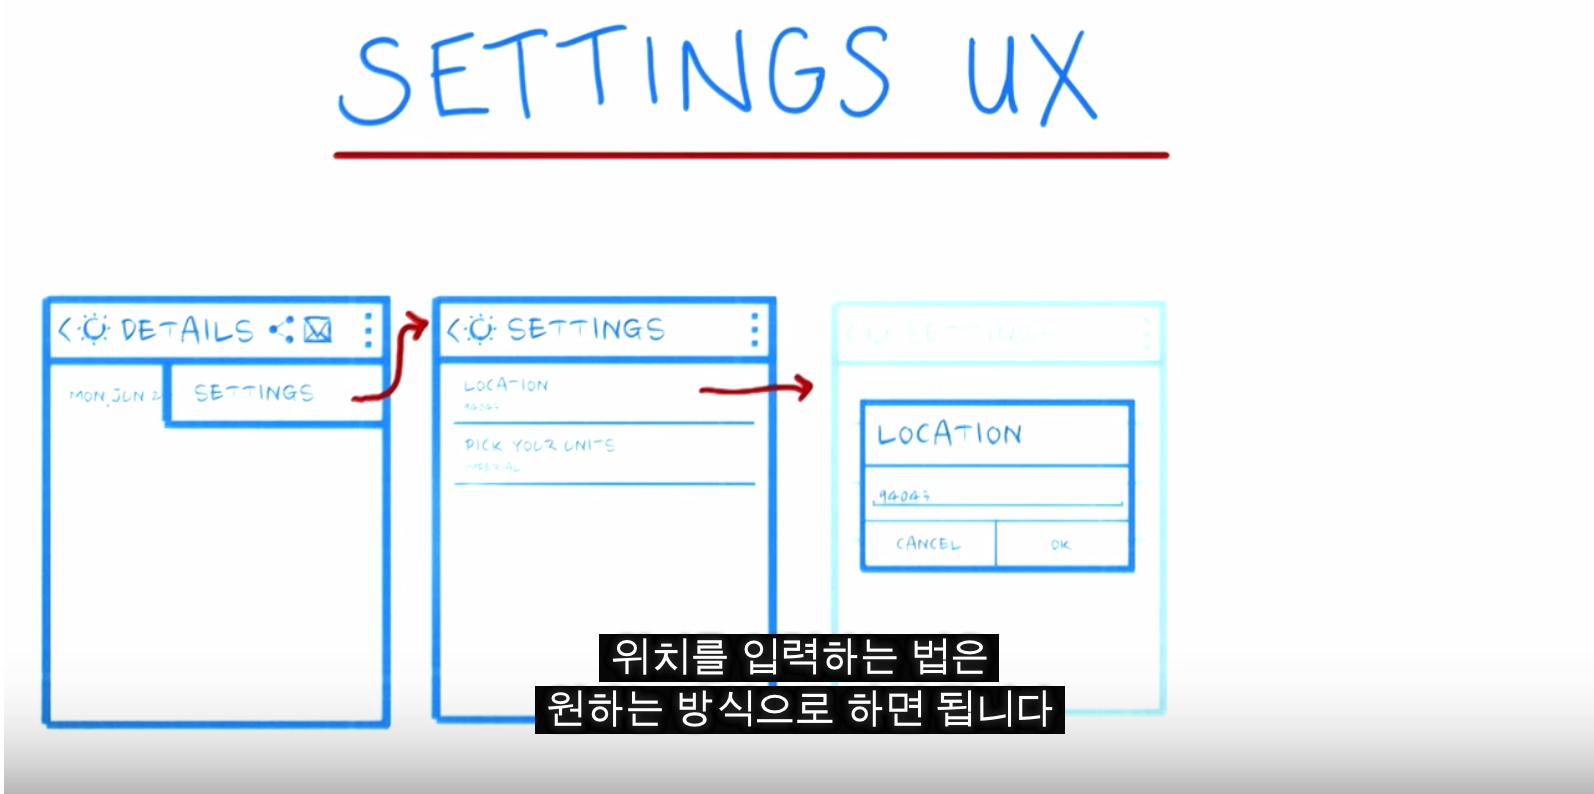 SETTINGS UX
DETAILS
MON, JUN 2
SETTINGS
SETTINGS
LOCATION
94043
PICK YOUR UNITS
IMPERIAL
SETTINGS
LOCATION
94043
CANCEL
OK
위치를 입력하는 법은
원하는 방식으로 하면 됩니다